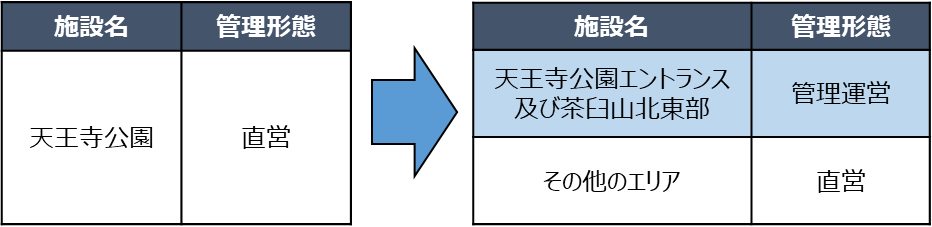 施設名 管理形態
天王寺公園 直営
施設名 管理形態
天王寺公園エントランス
及び茶臼山北東部 管理運営
その他のエリア 直営